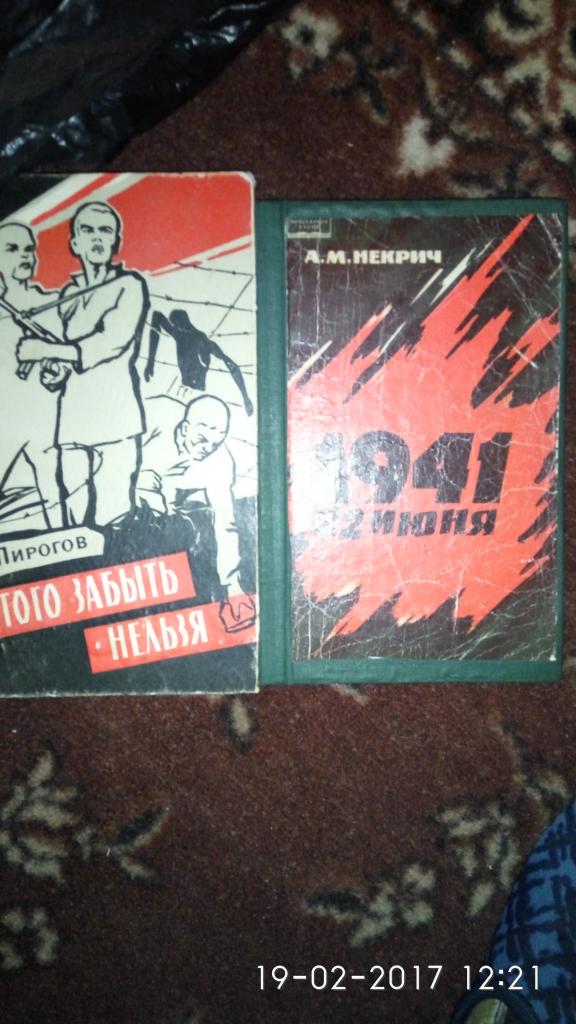 Пирогов
ТОГО ЗАБЫТЬ
НЕЛЬЗЯ
А.М.НЕКРИЧ
1941
22 ИЮНЯ
19-02-2017 12:21